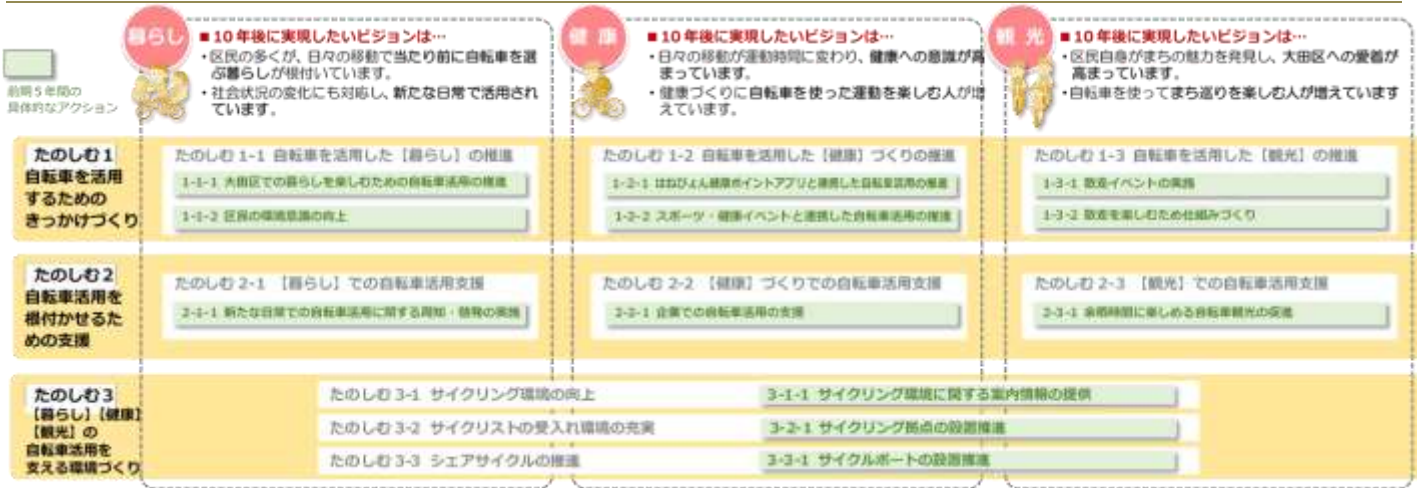 暮らし
■10年後に実現したいビジョンは…
・区民の多くが、日々の移動で当たり前に自転車を選
ぶ暮らしが根付いています。
・社会状況の変化にも対応し、新たな日常で活用され
ています。
健康
■10年後に実現したいビジョンは…
・日々の移動が運動時間に変わり、健康への意識が高
まっています。
・健康づくりに自転車を使った運動を楽しむ人が増
えています。
観光
■10年後に実現したいビジョンは…
・区民自身がまちの魅力を発見し、大田区への愛着が
高まっています。
・自転車を使ってまち巡りを楽しむ人が増えています
前期5年間の
具体的なアクション
たのしむ1
自転車を活用
するための
きっかけづくり
たのしむ 1-1 自転車を活用した【暮らし】の推進
1-1-1 大田区での暮らしを楽しむための自転車活用の推進
1-1-2 区民の環境意識の向上
たのしむ 1-2 自転車を活用した【健康】づくりの推進
1-2-1 はねぴょん健康ポイントアプリと連携した自転車活用の推進
1-2-2 スポーツ・健康イベントと連携した自転車活用の推進
たのしむ 1-3 自転車を活用した【観光】の推進
1-3-1 散走イベントの実施
1-3-2 散走を楽しむため仕組みづくり
たのしむ2
自転車活用を
根付かせるた
めの支援
たのしむ 2-1 【暮らし】での自転車活用支援
2-1-1 新たな日常での自転車活用に関する周知・啓発の実施
たのしむ 2-2 【健康】づくりでの自転車活用支援
2-2-1 企業での自転車活用の支援
たのしむ 2-3 【観光】での自転車活用支援
2-3-1 余暇時間に楽しめる自転車観光の促進
たのしむ3
【暮らし】【健康】
【観光】の
自転車活用を
支える環境づくり
たのしむ 3-1 サイクリング環境の向上
3-1-1 サイクリング環境に関する案内情報の提供
たのしむ 3-2 サイクリストの受入れ環境の充実
3-2-1 サイクリング拠点の設置推進
たのしむ 3-3 シェアサイクルの推進
3-3-1 サイクルポートの設置推進